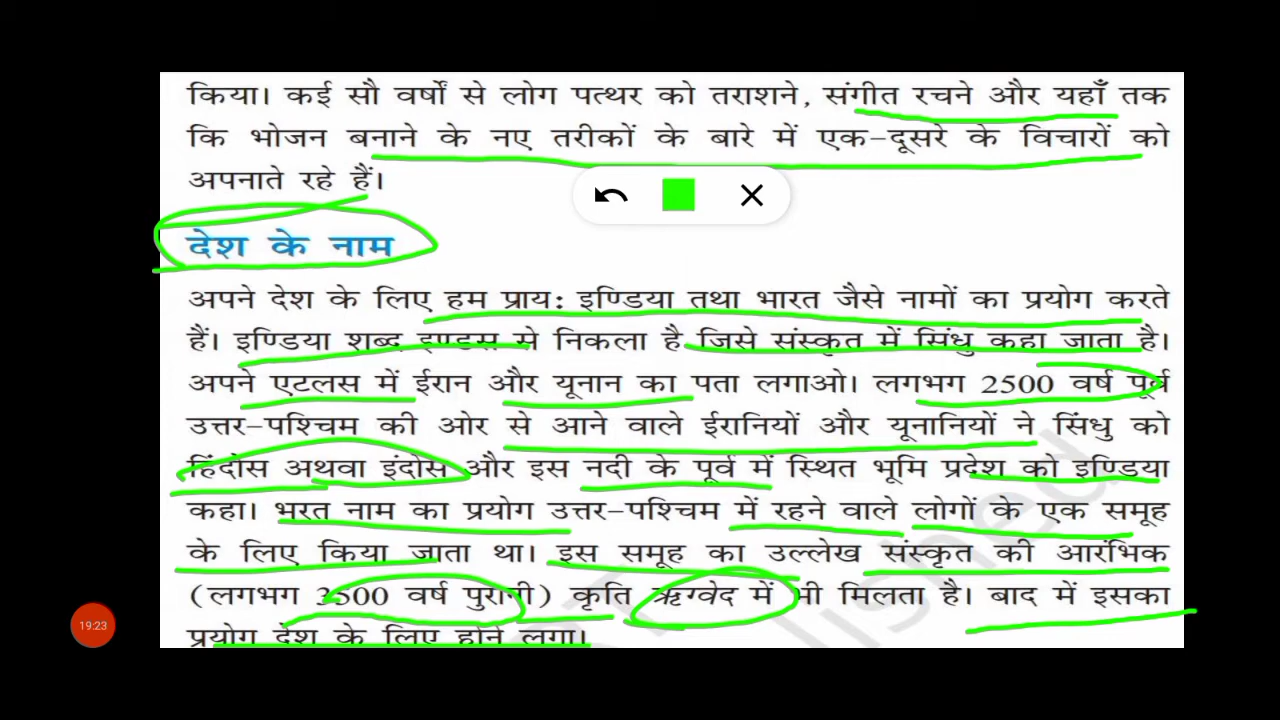 किया। कई सौ वर्षों से लोग पत्थर को तराशने, संगीत रचने और यहाँ तक
कि भोजन बनाने के नए तरीकों के बारे में एक-दूसरे के विचारों को
अपनाते रहे हैं।
देश के नाम
अपने देश के लिए हम प्राय: इण्डिया तथा भारत जैसे नामों का प्रयोग करते
हैं। इण्डिया शब्द इण्डस से निकला है जिसे संस्कृत में सिंधु कहा जाता है।
अपने एटलस में ईरान और यूनान का पता लगाओ। लगभग 2500 वर्ष पूर्व
उत्तर-पश्चिम की ओर से आने वाले ईरानियों और यूनानियों ने सिंधु को
हिंदोस अथवा इंदोस और इस नदी के पूर्व में स्थित भूमि प्रदेश को इण्डिया
कहा। भरत नाम का प्रयोग उत्तर-पश्चिम में रहने वाले लोगों के एक समूह
के लिए किया जाता था। इस समूह का उल्लेख संस्कृत की आरंभिक
(लगभग 3500 वर्ष पुरानी) कृति ऋग्वेद में भी मिलता है। बाद में इसका
प्रयोग देश के लिए होने लगा।
19:23